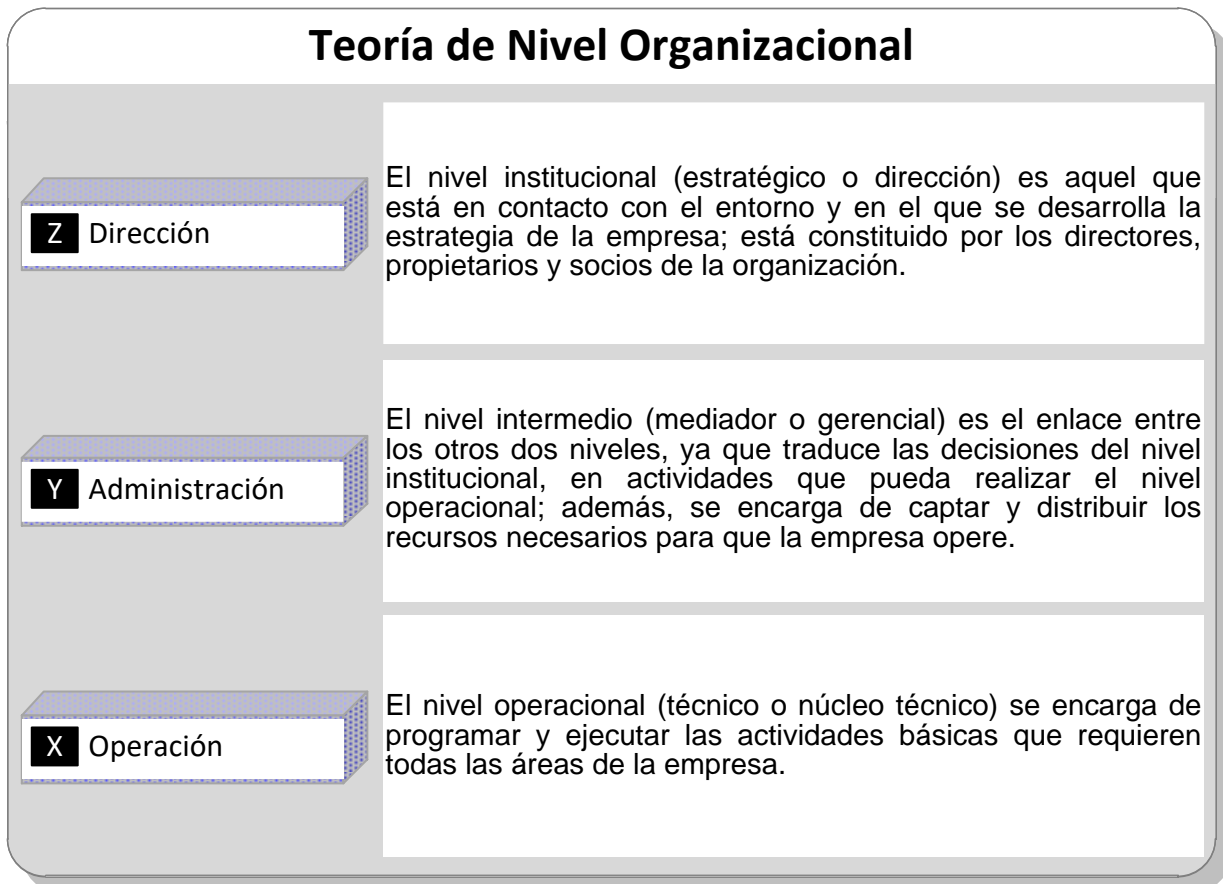 Teoría de Nivel Organizacional
Z Dirección
El nivel institucional (estratégico o dirección) es aquel que
está en contacto con el entorno y en el que se desarrolla la
estrategia de la empresa; está constituido por los directores,
propietarios y socios de la organización.
Y Administración
El nivel intermedio (mediador o gerencial) es el enlace entre
los otros dos niveles, ya que traduce las decisiones del nivel
institucional, en actividades que pueda realizar el nivel
operacional; además, se encarga de captar y distribuir los
recursos necesarios para que la empresa opere.
X Operación
El nivel operacional (técnico o núcleo técnico) se encarga de
programar y ejecutar las actividades básicas que requieren
todas las áreas de la empresa.